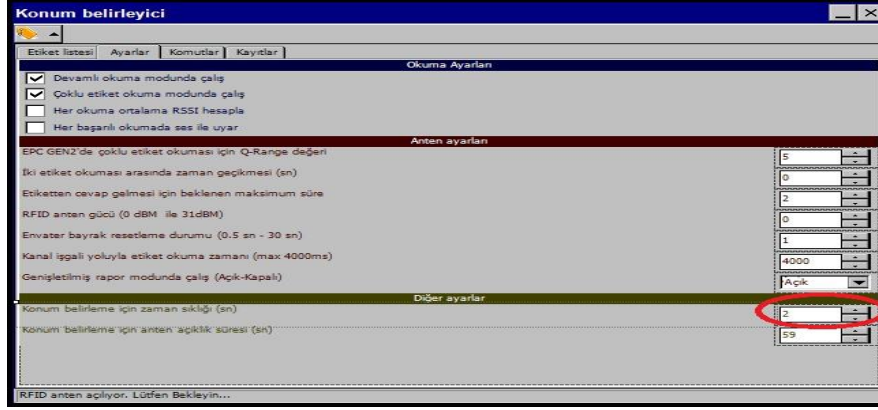 Konum belirleyici
Etiket listesi Ayarlar Komutlar Kayıtlar
Okuma Ayarları
Devamlı okuma modunda çalış
Çoklu etiket okuma modunda çalış
Her okuma ortalama RSSI hesapla
Her başarılı okumada ses ile uyar
Anten ayarları
EPC GEN2'de çoklu etiket okuması için Q-Range değeri 5
İki etiket okuması arasında zaman geçikmesi (sn) 0
Etiketten cevap gelmesi için beklenen maksimum süre 2
RFID anten gücü (0 dBM ile 31dBM) 0
Envater bayrak resetleme durumu (0.5 sn - 30 sn) 1
Kanal işgali yoluyla etiket okuma zamanı (max 4000ms) 4000
Genişletilmiş rapor modunda çalış (Açık-Kapalı) Açık
Diğer ayarlar
Konum belirleme için zaman sıklığı (sn) 2
Konum belirleme için anten açıklık süresi (sn) 59
RFID anten açılıyor. Lütfen Bekleyin...